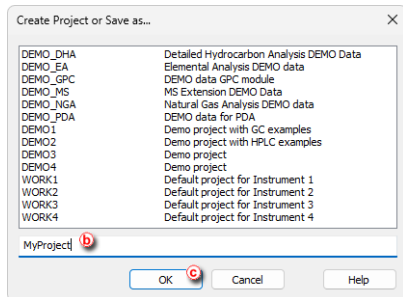 Create Project or Save as...
DEMO_DHA Detailed Hydrocarbon Analysis DEMO Data
DEMO_EA Elemental Analysis DEMO data
DEMO_GPC DEMO data GPC module
DEMO_MS MS Extension DEMO Data
DEMO_NGA Natural Gas Analysis DEMO data
DEMO_PDA DEMO data for PDA
DEMO1 Demo project with GC examples
DEMO2 Demo project with HPLC examples
DEMO3 Demo project
DEMO4 Demo project
WORK1 Default project for Instrument 1
WORK2 Default project for Instrument 2
WORK3 Default project for Instrument 3
WORK4 Default project for Instrument 4
MyProject b
OK c Cancel Help